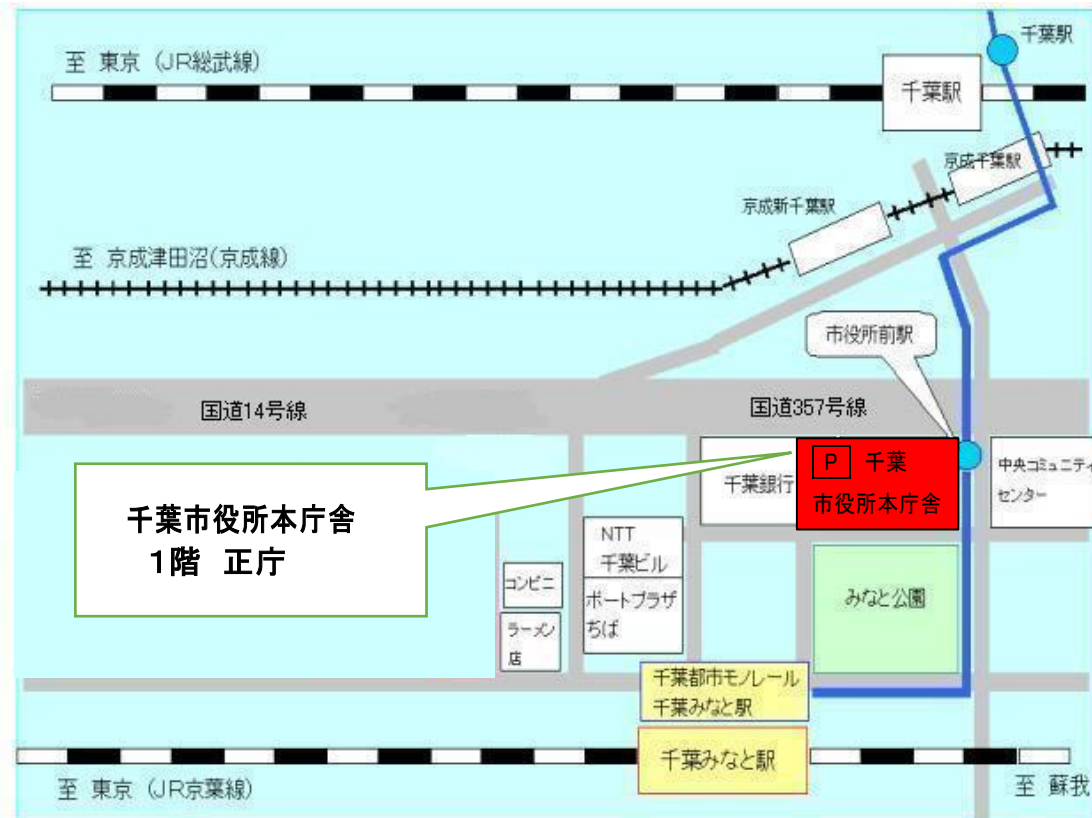 千葉駅
至 東京 (JR総武線)
千葉駅
京成千葉駅
京成新千葉駅
至 京成津田沼(京成線)
市役所前駅
国道14号線
国道357号線
P 千葉
市役所本庁舎
千葉銀行
中央コミュニティ
センター
千葉市役所本庁舎
1階 正庁
NTT
千葉ビル
コンビニ
ポートプラザ
ちば
みなと公園
ラーメン
店
千葉都市モノレール
千葉みなと駅
千葉みなと駅
至 東京 (JR京葉線)
至 蘇我